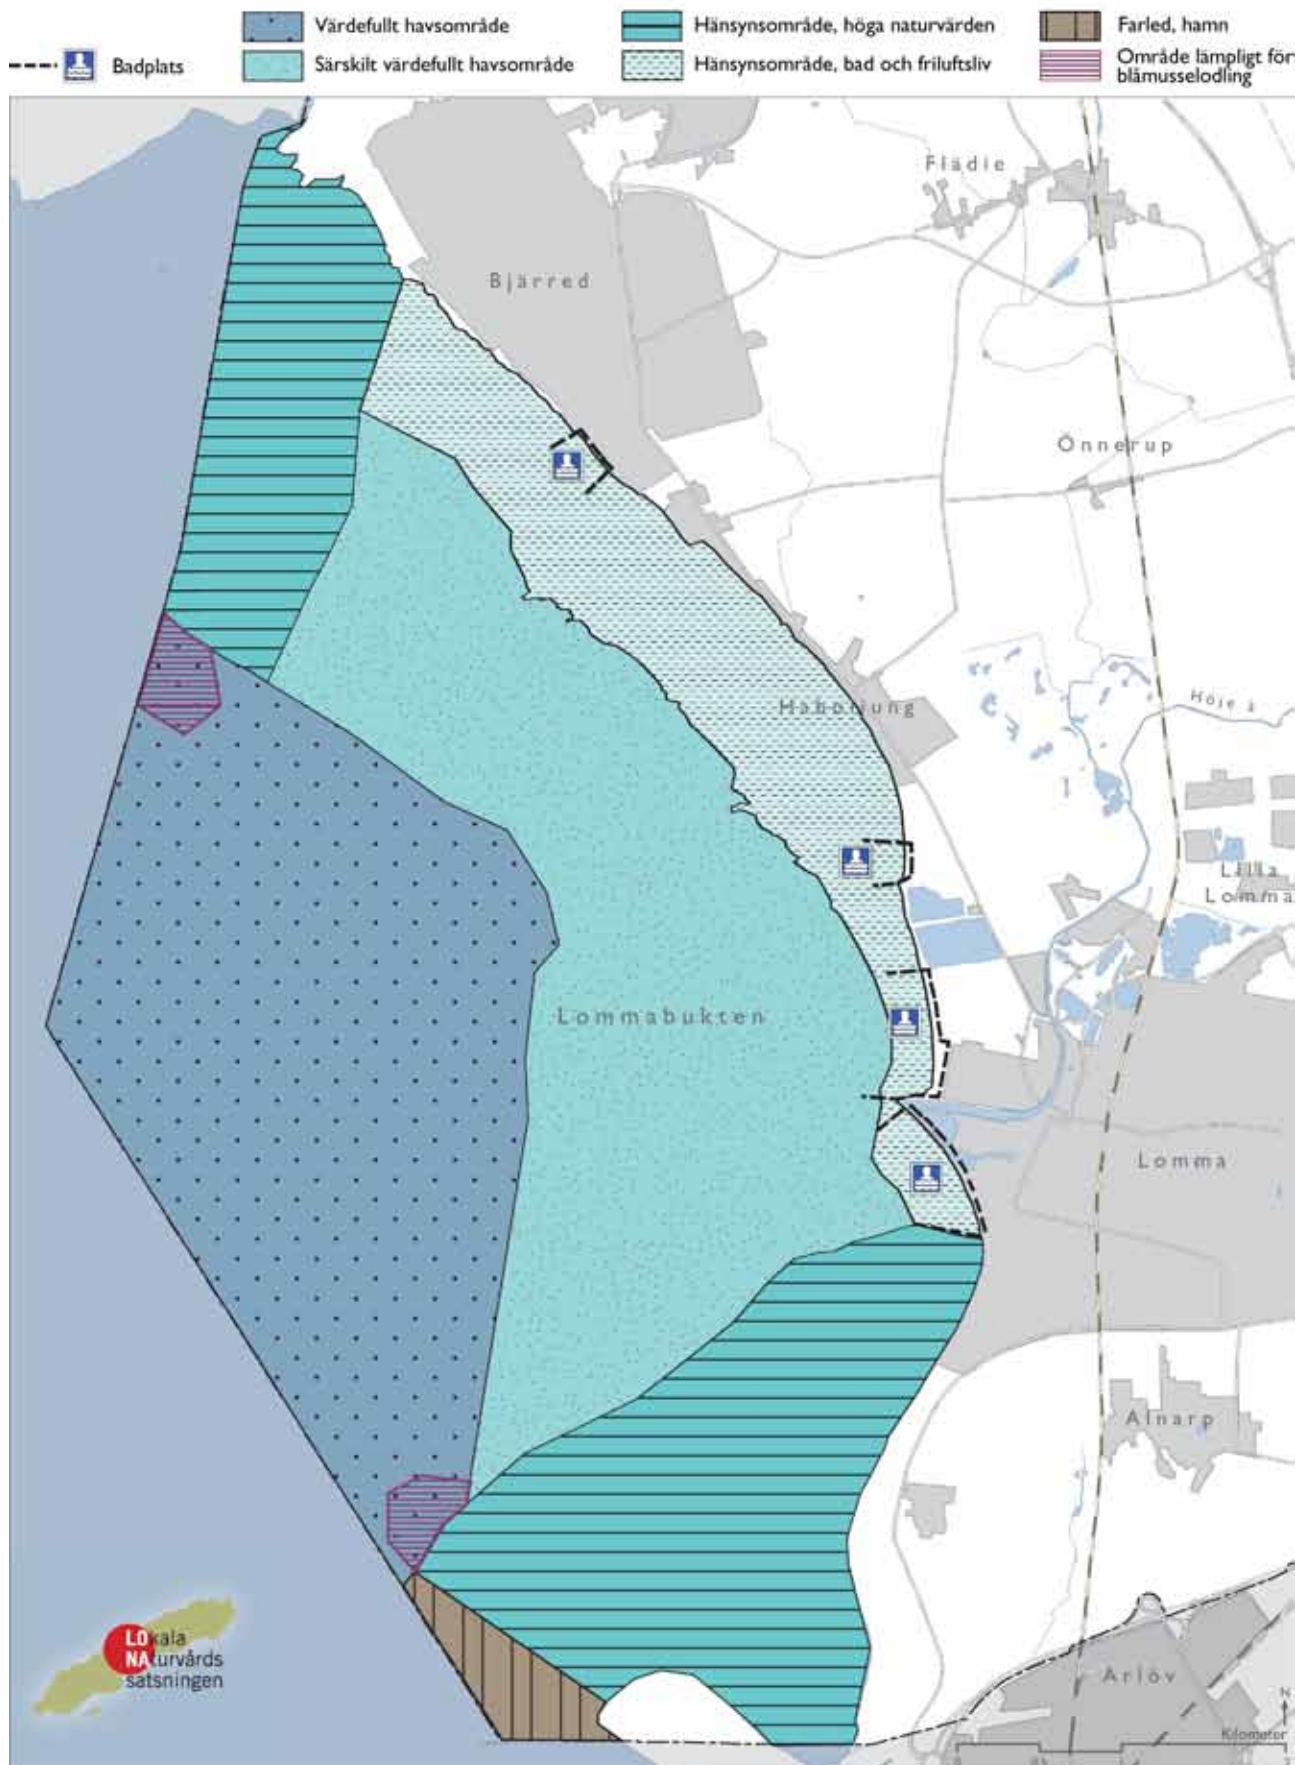 Badplats
Värdefullt havsområde
Särskilt värdefullt havsområde
Hänsynsområde, höga naturvärden
Hänsynsområde, bad och friluftsliv
Farled, hamn
Område lämpligt för
blåmusselodling
Flädie
Bjärred
Önnerup
Haboljung
Höje å
Lilla
Lomma
Lommabukten
Lomma
Alnarp
LOkala
NAturvårds
satsningen
Arlöv
N
Kilometer